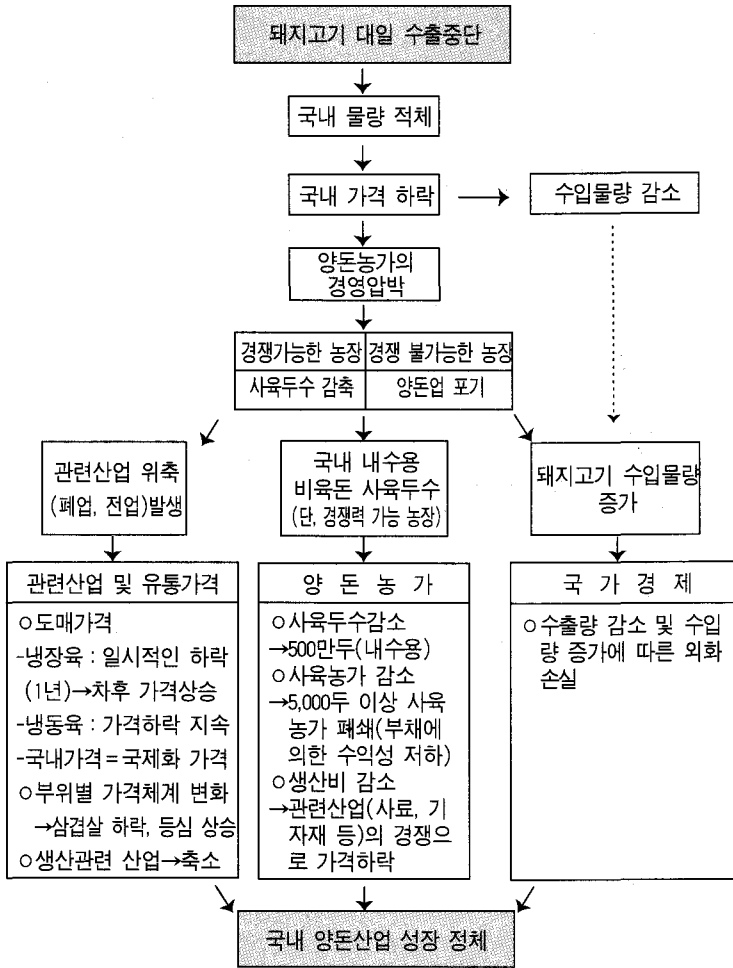 돼지고기 대일 수출중단
국내 물량 적체
국내 가격 하락
수입물량 감소
양돈농가의
경영압박
경쟁가능한 농장
경쟁 불가능한 농장
사육두수 감축
양돈업 포기
관련산업 위축
(폐업, 전업)발생
국내 내수용
비육돈 사육두수
(단, 경쟁력 가능 농장)
돼지고기 수입물량
증가
관련산업 및 유통가격
○도매가격
-냉장육 : 일시적인 하락
(1년)→차후 가격상승
-냉동육 : 가격하락 지속
-국내가격=국제화 가격
○부위별 가격체계 변화
→삼겹살 하락, 등심 상승
○생산관련 산업→축소
양 돈 농 가
○사육두수감소
→500만두(내수용)
○사육농가 감소
→5,000두 이상 사육
농가 폐쇄(부채에
의한 수익성 저하)
○생산비 감소
→관련산업(사료, 기
자재 등)의 경쟁으
로 가격하락
국 가 경 제
○ 수출량 감소 및 수입
량 증가에 따른 외화
손실
국내 양돈산업 성장 정체